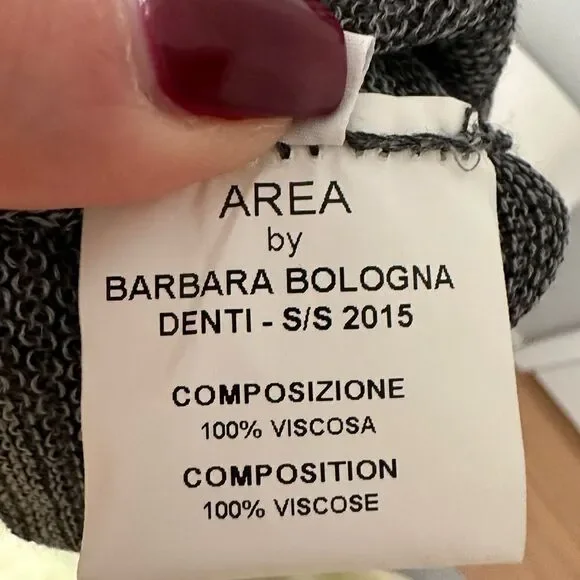 AREA
by
BARBARA BOLOGNA
DENTI - S/S 2015
COMPOSIZIONE
100% VISCOSA
COMPOSITION
100% VISCOSE